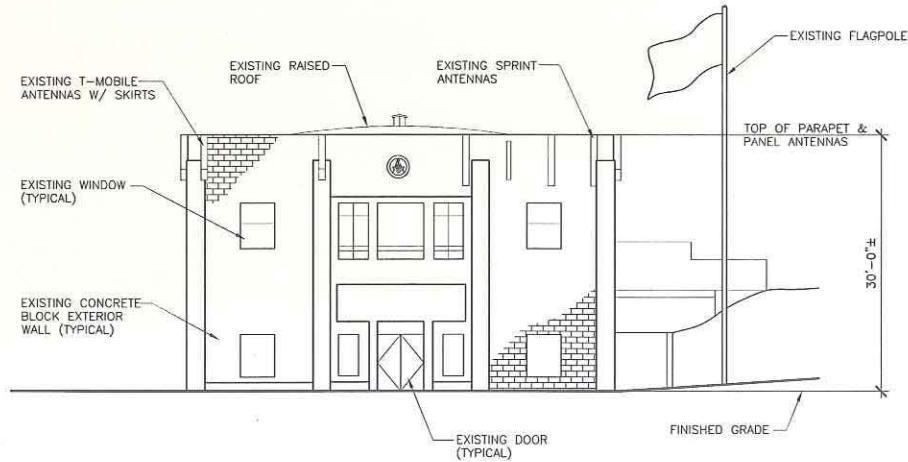 EXISTING FLAGPOLE
EXISTING RAISED
ROOF
EXISTING SPRINT
ANTENNAS
EXISTING T-MOBILE
ANTENNAS W/ SKIRTS
TOP OF PARAPET &
PANEL ANTENNAS
EXISTING WINDOW
(TYPICAL)
30'-0"±
EXISTING CONCRETE
BLOCK EXTERIOR
WALL (TYPICAL)
FINISHED GRADE
EXISTING DOOR
(TYPICAL)